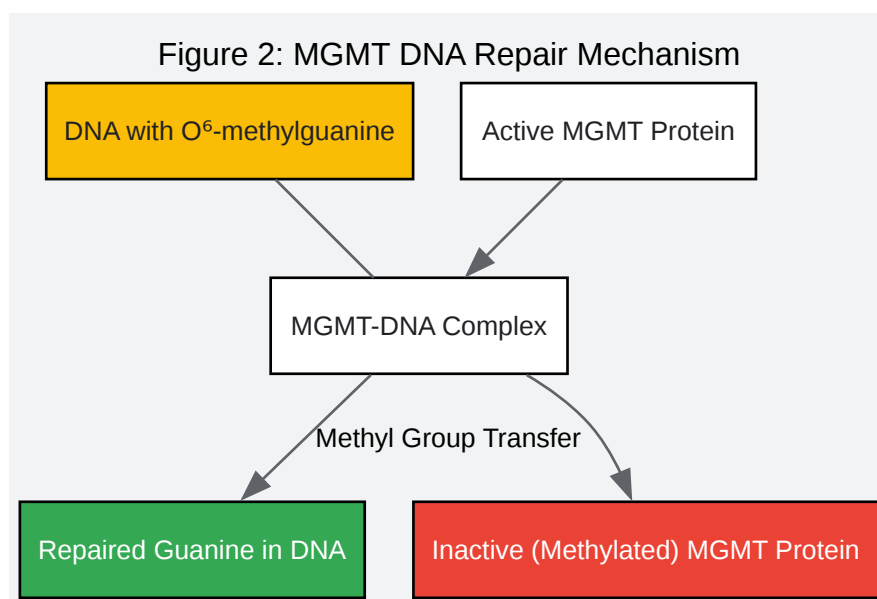 Figure 2: MGMT DNA Repair Mechanism
DNA with O⁶-methylguanine
Active MGMT Protein
MGMT-DNA Complex
Methyl Group Transfer
Repaired Guanine in DNA
Inactive (Methylated) MGMT Protein